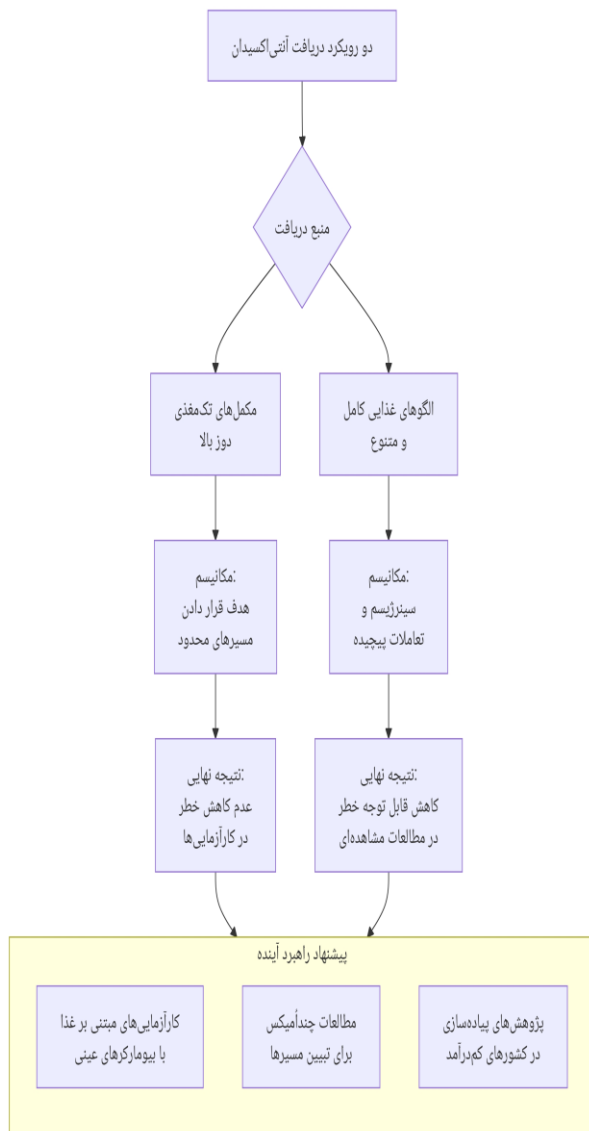 دو رویکرد دریافت آنتی‌اکسیدان
منبع دریافت
الگوهای غذایی کامل
و متنوع
مکمل‌های تک‌مغذی
دوز بالا
مکانیسم:
سینرژیسم و
تعاملات پیچیده
مکانیسم:
هدف قرار دادن
مسیرهای محدود
نتیجه نهایی:
کاهش قابل توجه خطر
در مطالعات مشاهده‌ای
نتیجه نهایی:
عدم کاهش خطر
در کارآزمایی‌ها
پیشنهاد راهبرد آینده
پژوهش‌های پیاده‌سازی
در کشورهای کم‌درآمد
مطالعات چنداُمیکس
برای تبیین مسیرها
کارآزمایی‌های مبتنی بر غذا
با بیومارکرهای عینی